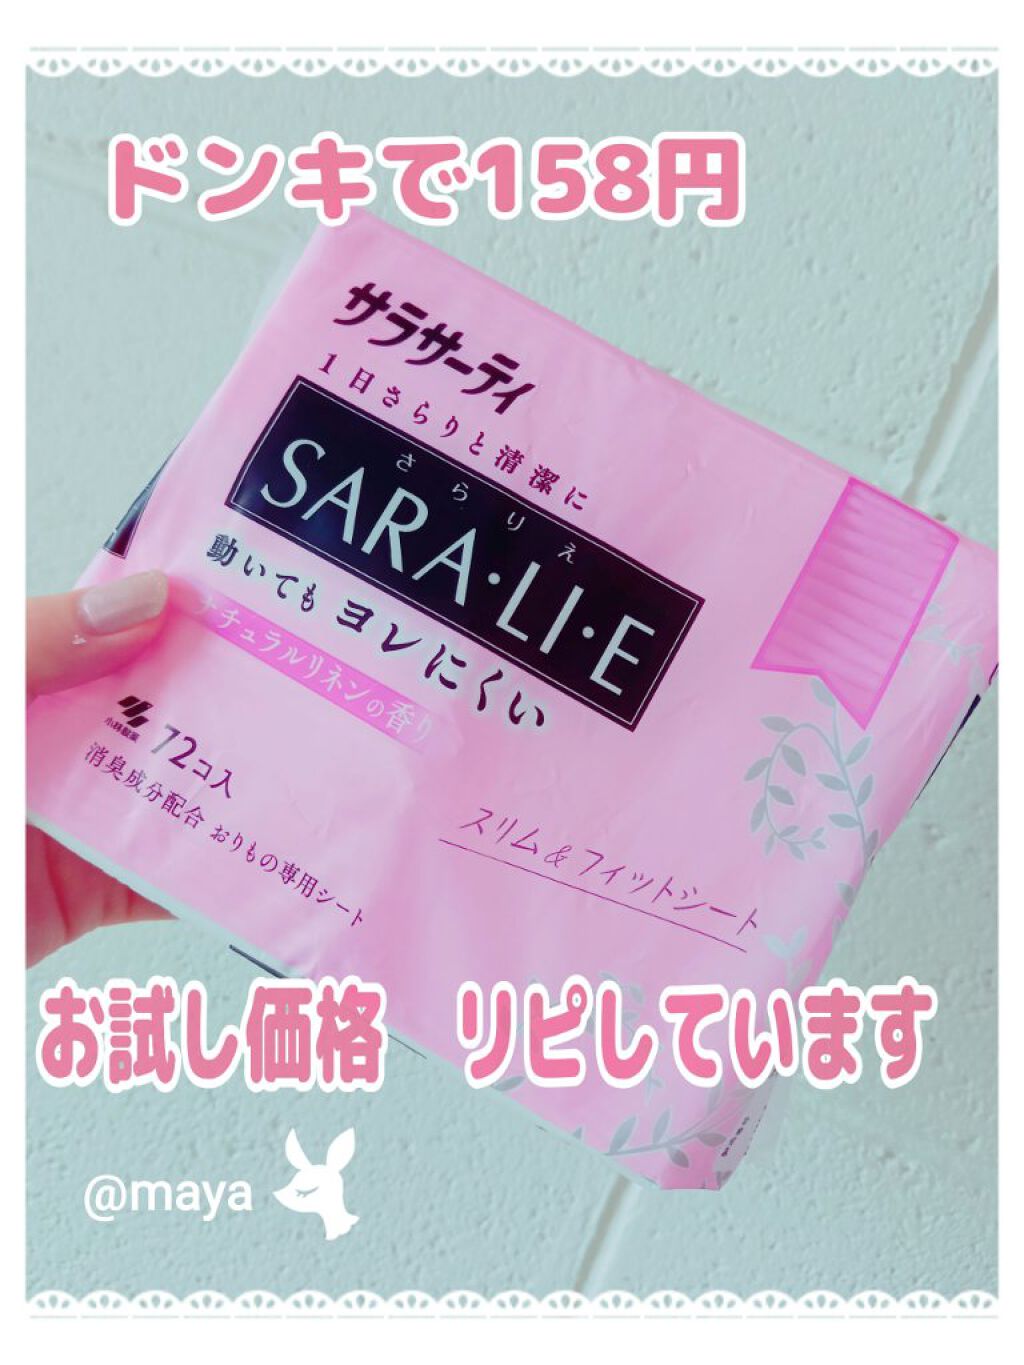 ドンキで158円
サラサーティ
1日さらりと清潔に
さらりえ
SARA・LI・E
動いてもヨレにくい
ナチュラルリネンの香り
小林製薬
72コ入
消臭成分配合 おりもの専用シート
スリム&フィットシート
お試し価格 リピしています
@maya